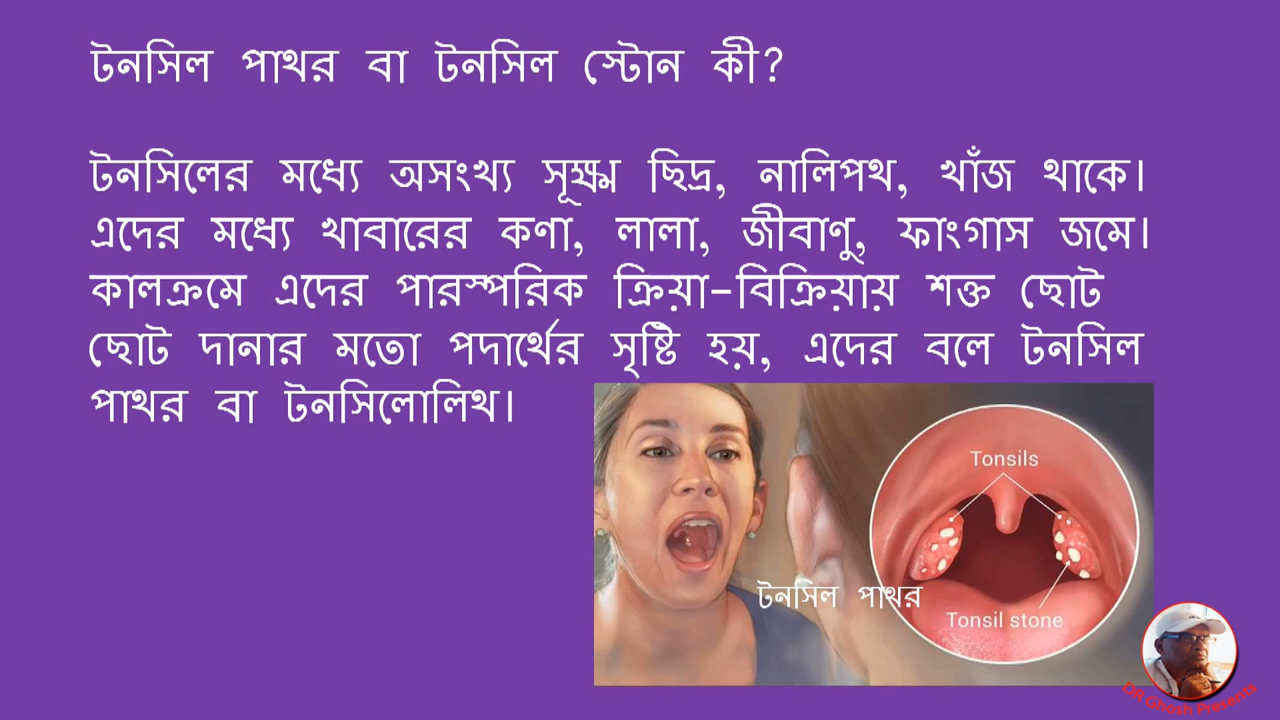 টনসিল পাথর বা টনসিল স্টোন কী?
টনসিলের মধ্যে অসংখ্য সূক্ষ্ম ছিদ্র, নালিপথ, খাঁজ থাকে।
এদের মধ্যে খাবারের কণা, লালা, জীবাণু, ফাংগাস জমে।
কালক্রমে এদের পারস্পরিক ক্রিয়া-বিক্রিয়ায় শক্ত ছোট
ছোট দানার মতো পদার্থের সৃষ্টি হয়, এদের বলে টনসিল
পাথর বা টনসিলোলিথ।
Tonsils
টনসিল পাথর
Tonsil stone
DR Ghosh Presents